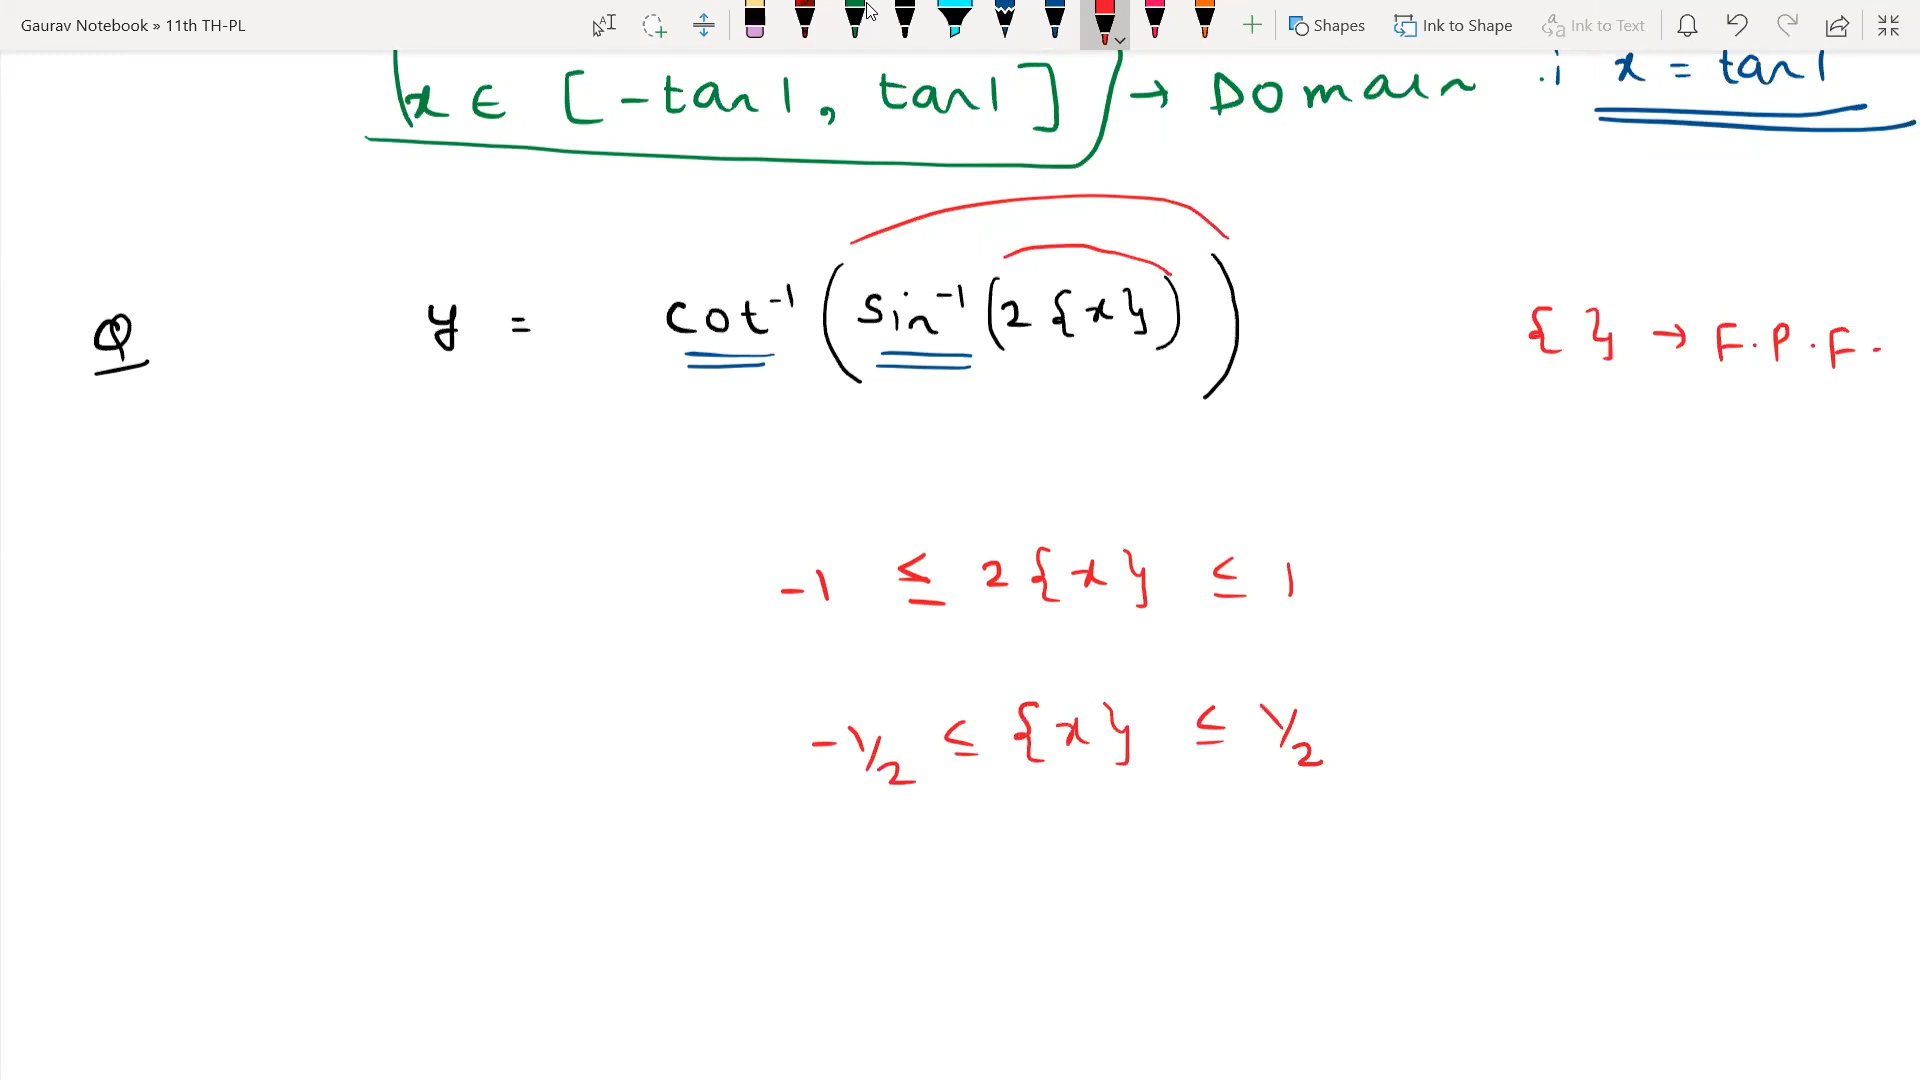 Gaurav Notebook » 11th TH-PL
Shapes
Ink to Shape
Ink to Text
x ∈ [-tan1, tan1] → Domain
∴ x = tan1
Q y = cot⁻¹(sin⁻¹(2{x}))
{ } → F.P.F.
-1 ≤ 2{x} ≤ 1
-1/2 ≤ {x} ≤ 1/2